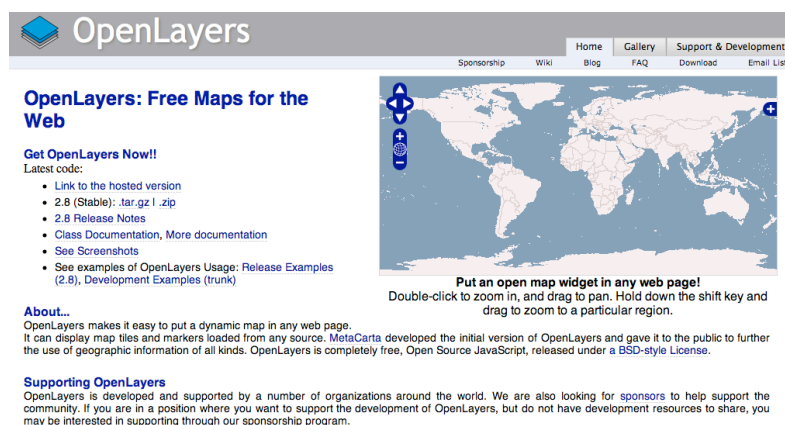 OpenLayers
Home Gallery Support & Development
Sponsorship Wiki Blog FAQ Download Email List
OpenLayers: Free Maps for the
Web
Get OpenLayers Now!!
Latest code:
Link to the hosted version
2.8 (Stable): .tar.gz | .zip
2.8 Release Notes
Class Documentation, More documentation
See Screenshots
See examples of OpenLayers Usage: Release Examples
(2.8), Development Examples (trunk)
Put an open map widget in any web page!
Double-click to zoom in, and drag to pan. Hold down the shift key and
drag to zoom to a particular region.
About...
OpenLayers makes it easy to put a dynamic map in any web page.
It can display map tiles and markers loaded from any source. MetaCarta developed the initial version of OpenLayers and gave it to the public to further
the use of geographic information of all kinds. OpenLayers is completely free, Open Source JavaScript, released under a BSD-style License.
Supporting OpenLayers
OpenLayers is developed and supported by a number of organizations around the world. We are also looking for sponsors to help support the
community. If you are in a position where you want to support the development of OpenLayers, but do not have development resources to share, you
may be interested in supporting through our sponsorship program.